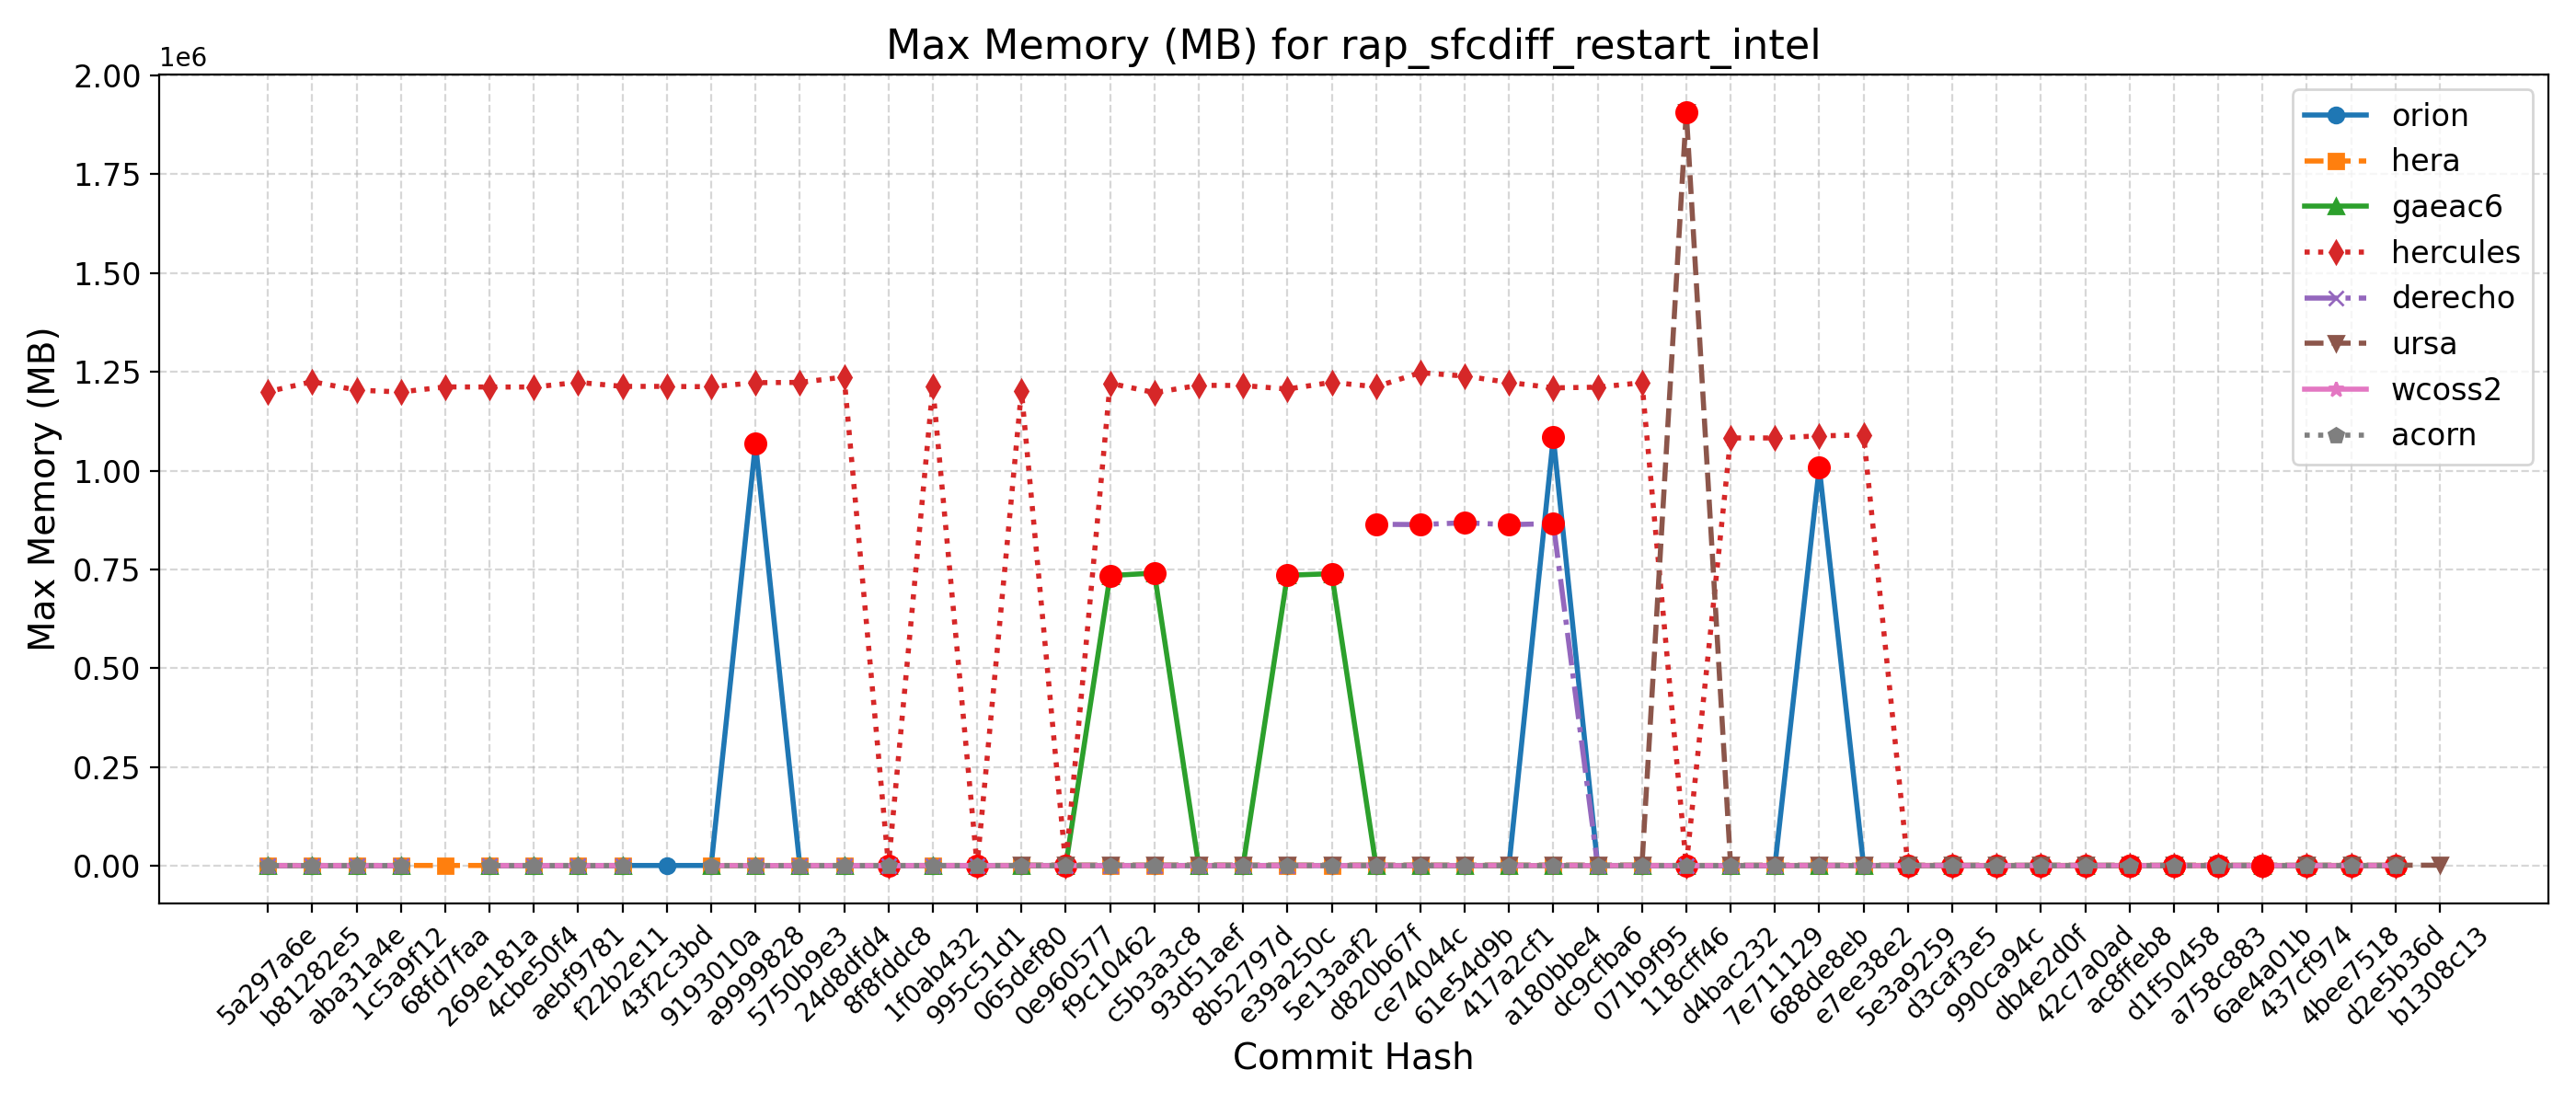 Max Memory (MB) for rap_sfcdiff_restart_intel
1e6
2.00
1.75
1.50
1.25
1.00
0.75
0.50
0.25
0.00
Max Memory (MB)
orion
hera
gaeac6
hercules
derecho
ursa
wcoss2
acorn
5a297a6e
b81282e5
aba31a4e
1c5a9f12
68fd7faa
269e181a
4cbe50f4
aebf9781
f22b2e11
43f2c3bd
9193010a
a9999828
5750b9e3
24d8dfd4
8f8fddc8
1f0ab432
995c51d1
065def80
0e960577
f9c10462
c5b3a3c8
93d51aef
8b52797d
e39a250c
5e13aaf2
d820b67f
ce74044c
61e54d9b
417a2cf1
a180bbe4
dc9cfba6
071b9f95
118cff46
d4bac232
7e711129
688de8eb
e7ee38e2
5e3a9259
d3caf3e5
990ca94c
db4e2d0f
42c7a0ad
ac8ffeb8
d1f50458
a758c883
6ae4a01b
437cf974
4bee7518
d2e5b36d
b1308c13
Commit Hash